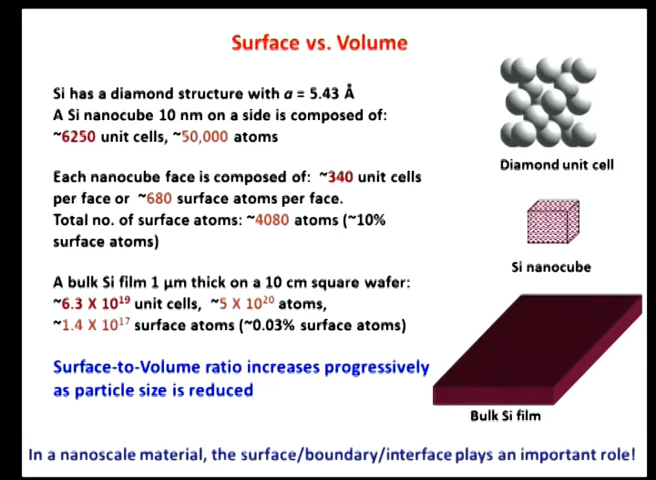 Surface vs. Volume
Si has a diamond structure with a = 5.43 Å
A Si nanocube 10 nm on a side is composed of:
~6250 unit cells, ~50,000 atoms
Diamond unit cell
Each nanocube face is composed of: ~340 unit cells
per face or ~680 surface atoms per face.
Total no. of surface atoms: ~4080 atoms (~10%
surface atoms)
Si nanocube
A bulk Si film 1 µm thick on a 10 cm square wafer:
~6.3 X 10¹⁹ unit cells, ~5 X 10²⁰ atoms,
~1.4 X 10¹⁷ surface atoms (~0.03% surface atoms)
Surface-to-Volume ratio increases progressively
as particle size is reduced
Bulk Si film
In a nanoscale material, the surface/boundary/interface plays an important role!